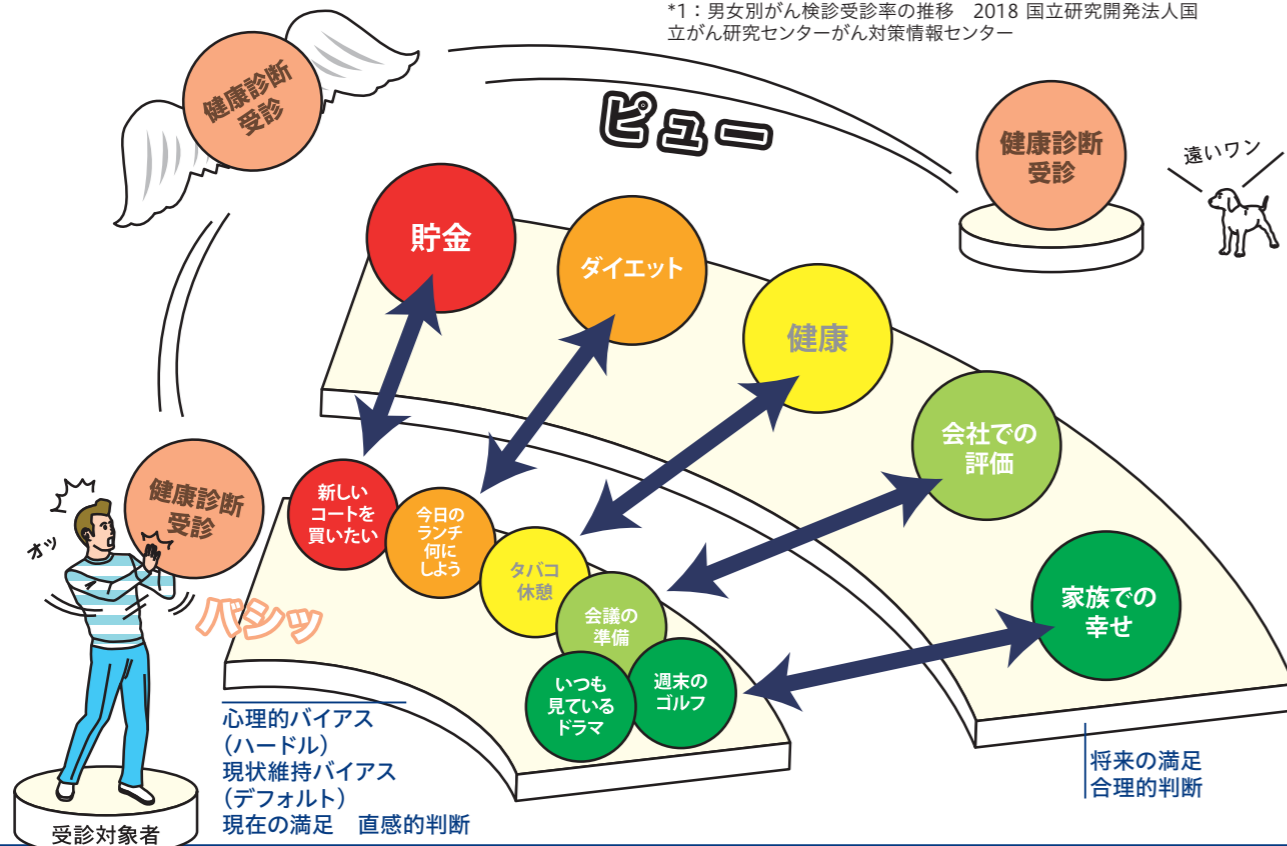 *1：男女別がん検診受診率の推移　2018 国立研究開発法人国
立がん研究センターがん対策情報センター
健康診断
受診
ピュー
健康診断
受診
遠いワン
貯金
ダイエット
健康
会社での
評価
家族での
幸せ
健康診断
受診
オッ
バシッ
新しい
コートを
買いたい
今日の
ランチ
何に
しよう
タバコ
休憩
会議の
準備
いつも
見ている
ドラマ
週末の
ゴルフ
心理的バイアス
（ハードル）
現状維持バイアス
（デフォルト）
現在の満足　直感的判断
将来の満足
合理的判断
受診対象者